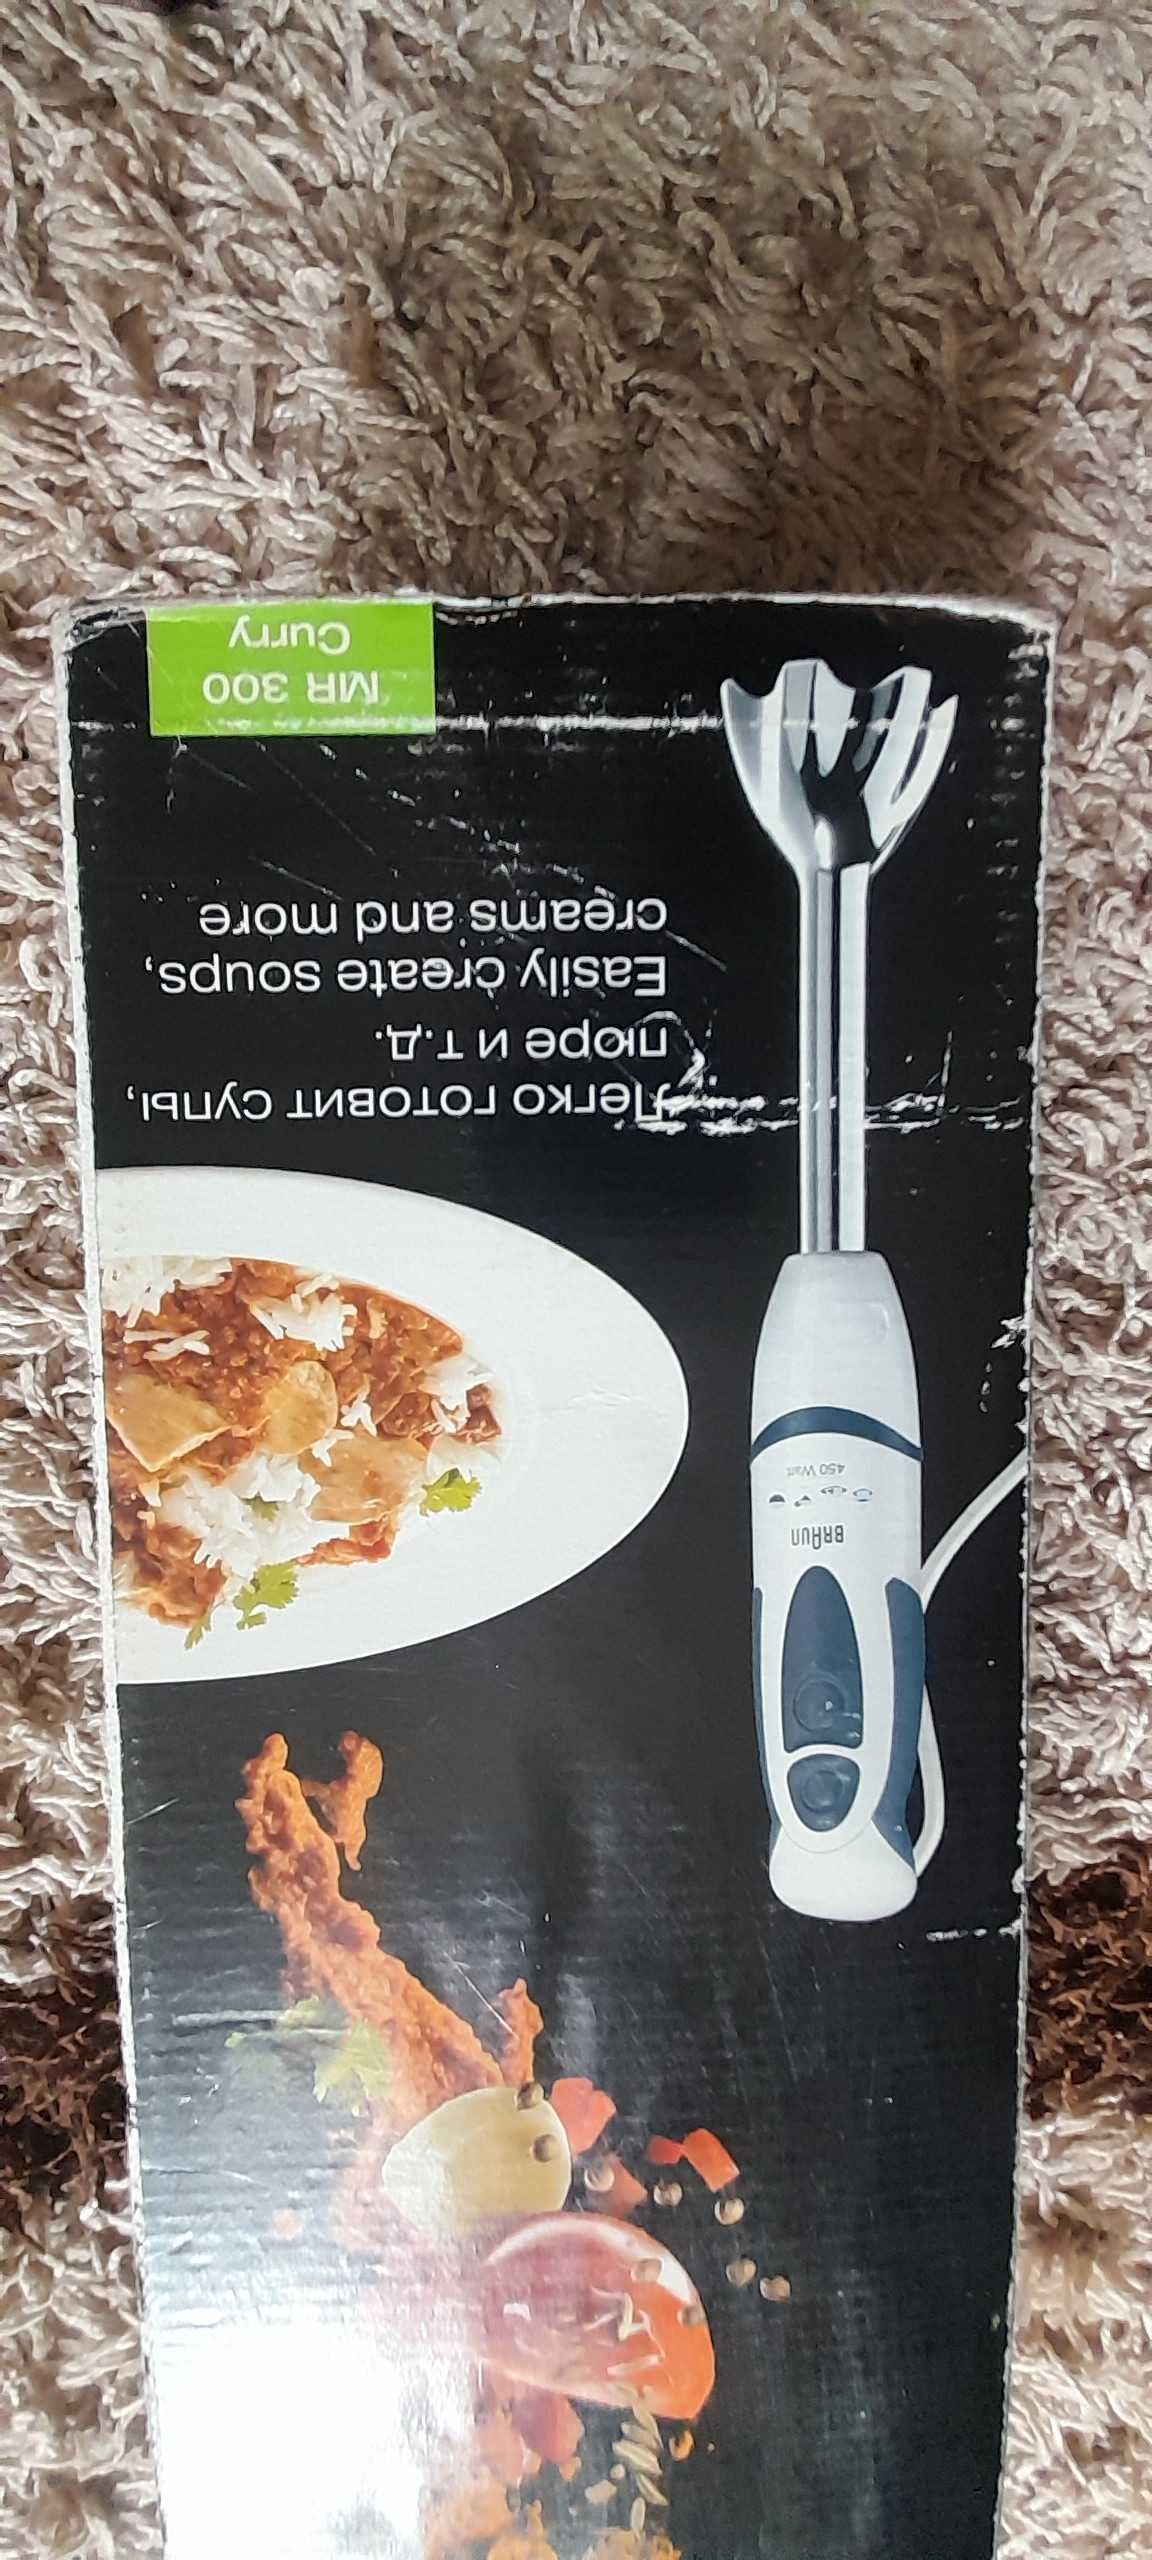 BRAUN
450 Watt
Легко готовит супы,
пюре и т.д.
Easily create soups,
creams and more
MR 300
Curry